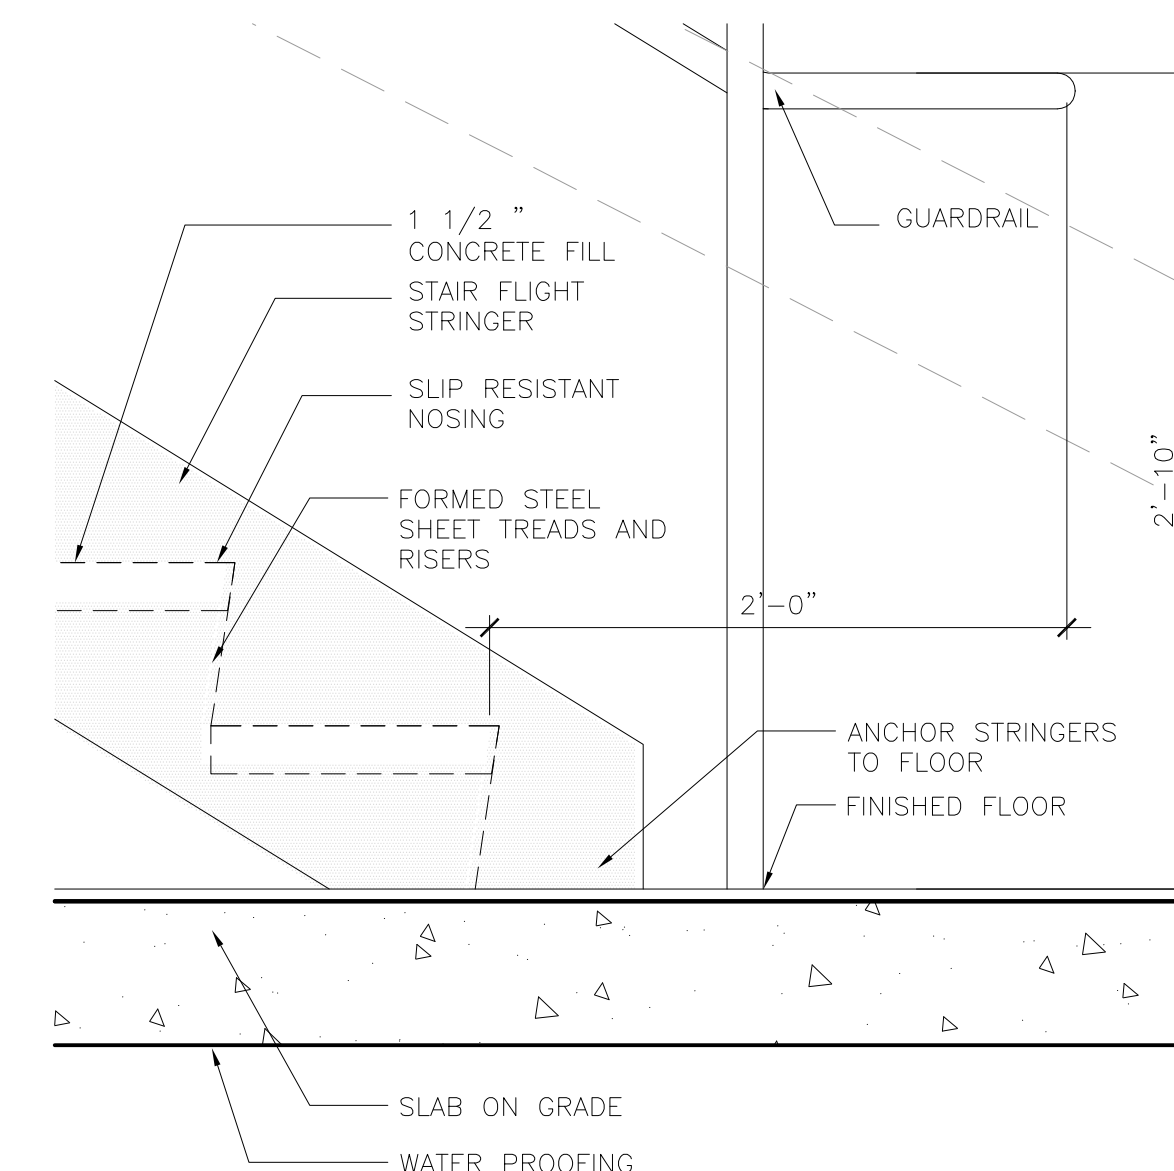 1 1/2 ”
CONCRETE FILL
STAIR FLIGHT
STRINGER
SLIP RESISTANT
NOSING
FORMED STEEL
SHEET TREADS AND
RISERS
GUARDRAIL
2’-10”
2’-0”
ANCHOR STRINGERS
TO FLOOR
FINISHED FLOOR
SLAB ON GRADE
WATER PROOFING